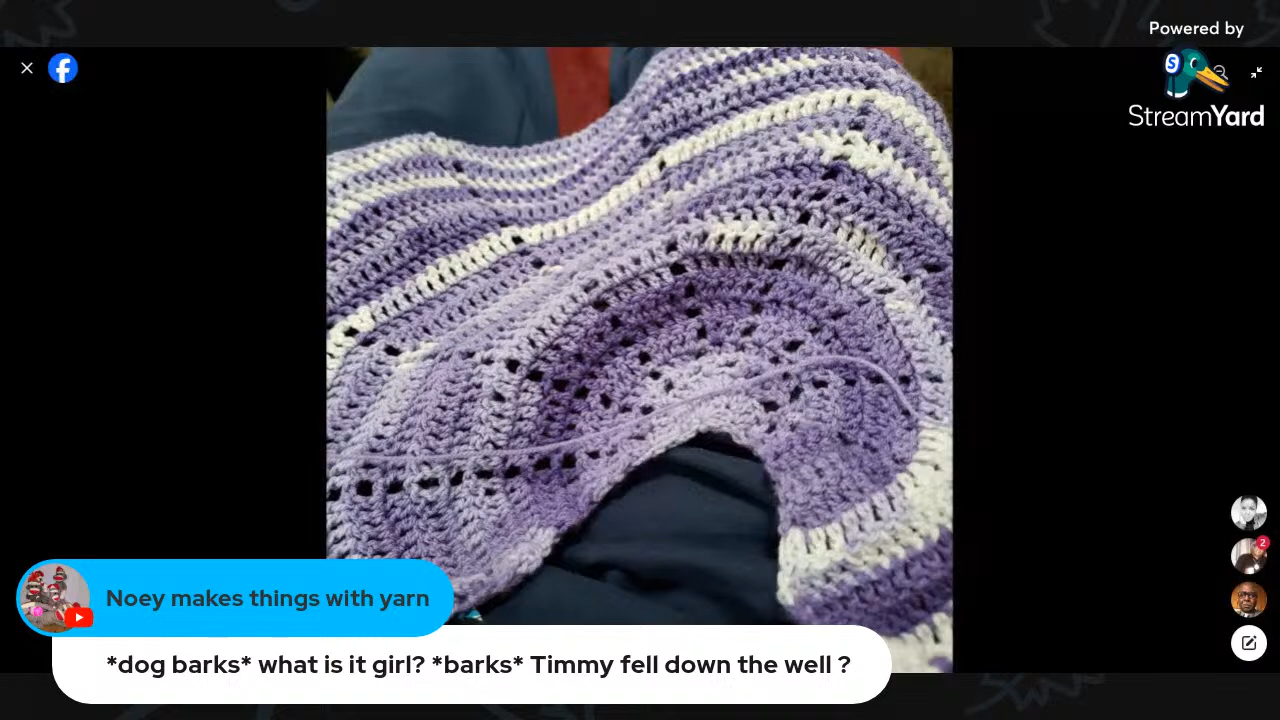 Powered by
StreamYard
2
Noey makes things with yarn
*dog barks* what is it girl? *barks* Timmy fell down the well ?